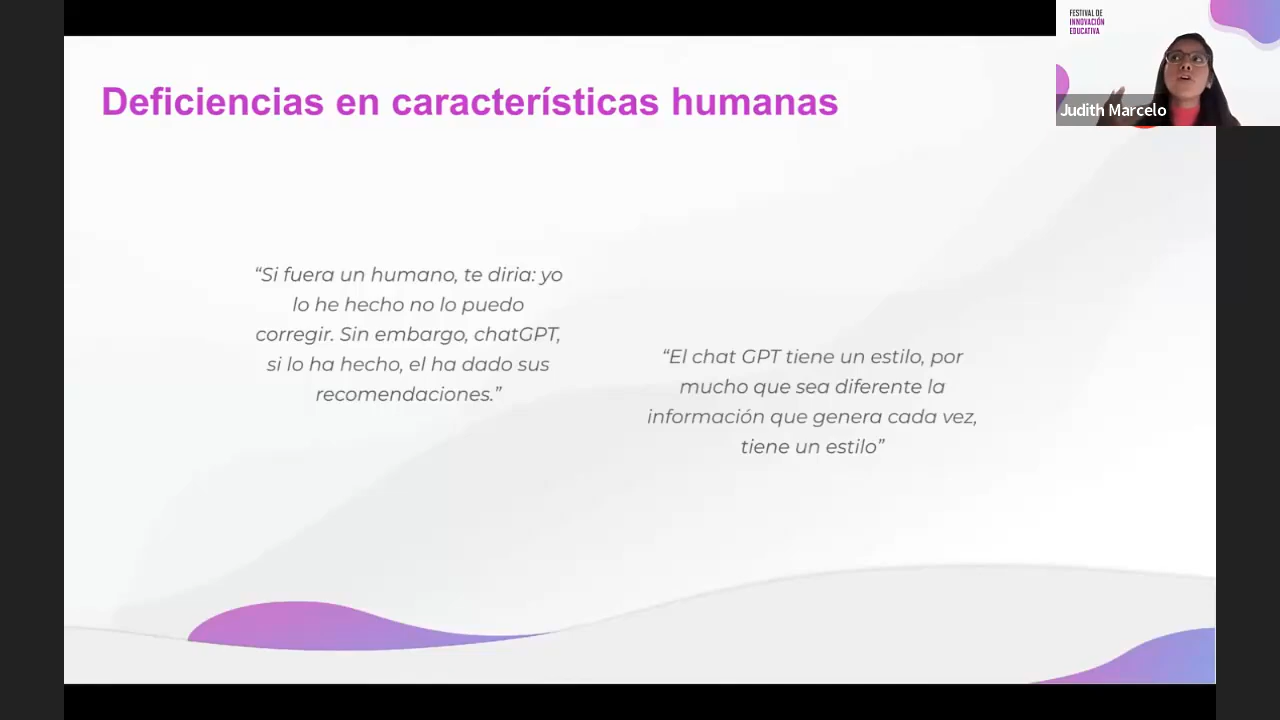 FESTIVAL DE
INNOVACIÓN
EDUCATIVA
Judith Marcelo
Deficiencias en características humanas
“Si fuera un humano, te diria: yo
lo he hecho no lo puedo
corregir. Sin embargo, chatGPT,
si lo ha hecho, el ha dado sus
recomendaciones.”
“El chat GPT tiene un estilo, por
mucho que sea diferente la
información que genera cada vez,
tiene un estilo”